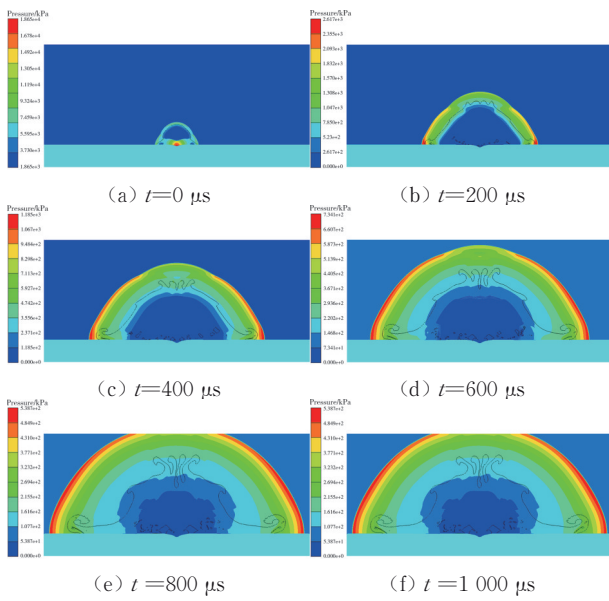 Pressure/kPa
1.865e+4
1.678e+4
1.492e+4
1.305e+4
1.119e+4
9.324e+3
7.459e+3
5.595e+3
3.730e+3
1.865e+3
(a) t=0 μs
Pressure/kPa
2.617e+3
2.355e+3
2.093e+3
1.832e+3
1.570e+3
1.308e+3
1.047e+3
7.850e+2
5.23e+2
2.617e+2
0.000e+0
(b) t=200 μs
Pressure/kPa
1.185e+3
1.067e+3
9.484e+2
8.298e+2
7.113e+2
5.927e+2
4.742e+2
3.556e+2
2.371e+2
1.185e+2
0.000e+0
(c) t=400 μs
Pressure/kPa
7.341e+2
6.607e+2
5.873e+2
5.139e+2
4.405e+2
3.671e+2
2.936e+2
2.202e+2
1.468e+2
7.341e+1
0.000e+0
(d) t=600 μs
Pressure/kPa
5.387e+2
4.849e+2
4.310e+2
3.771e+2
3.232e+2
2.694e+2
2.155e+2
1.616e+2
1.077e+2
5.387e+1
0.000e+0
(e) t =800 μs
Pressure/kPa
5.387e+2
4.849e+2
4.310e+2
3.771e+2
3.232e+2
2.694e+2
2.155e+2
1.616e+2
1.077e+2
5.387e+1
0.000e+0
(f) t =1 000 μs